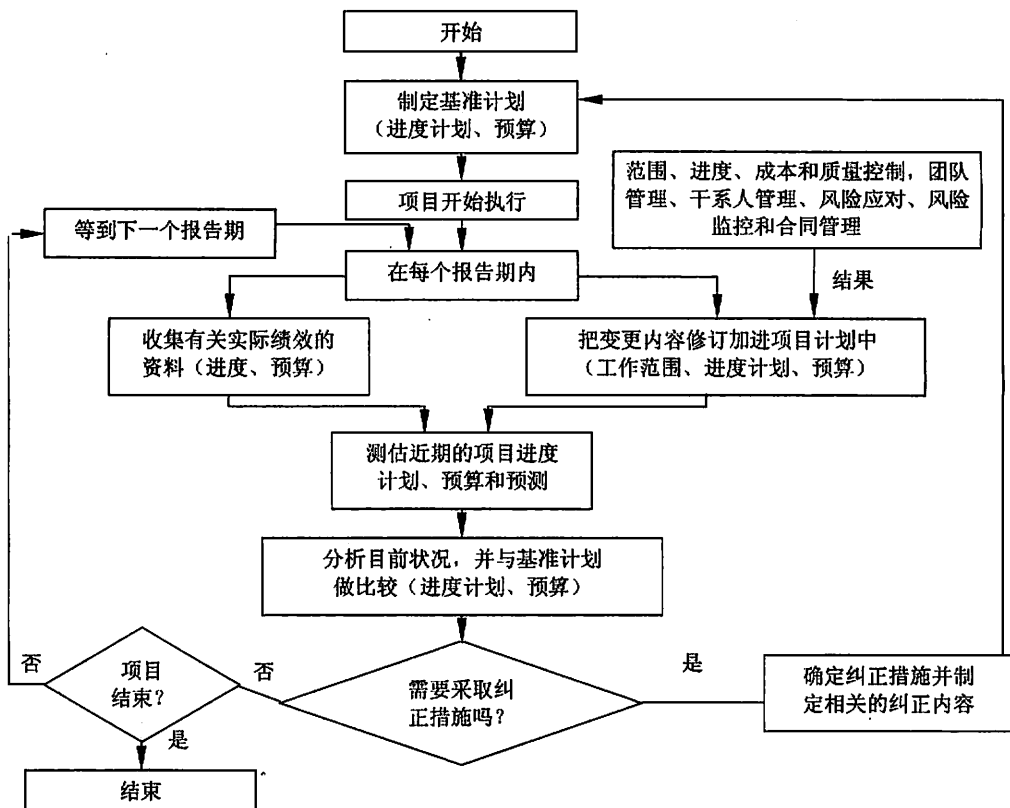 开始
制定基准计划
（进度计划、预算）
范围、进度、成本和质量控制，团队
管理、干系人管理、风险应对、风险
监控和合同管理
项目开始执行
等到下一个报告期
在每个报告期内
结果
收集有关实际绩效的
资料（进度、预算）
把变更内容修订加进项目计划中
（工作范围、进度计划、预算）
测估近期的项目进度
计划、预算和预测
分析目前状况，并与基准计划
做比较（进度计划、预算）
否
项目
结束？
否
需要采取纠
正措施吗？
是
确定纠正措施并制
定相关的纠正内容
是
结束